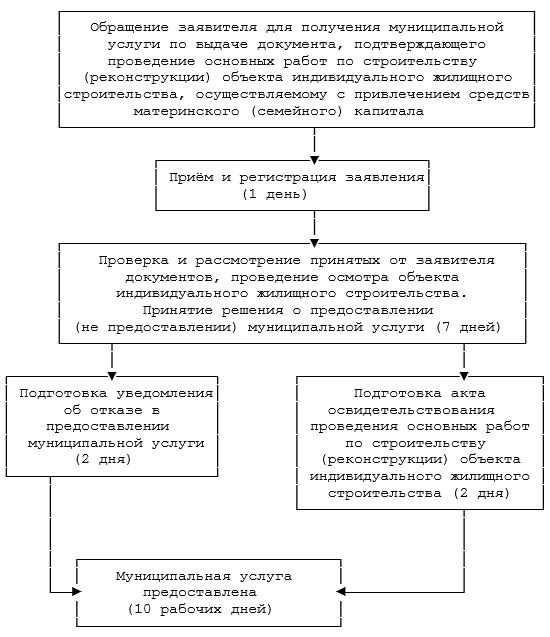 Обращение заявителя для получения муниципальной
услуги по выдаче документа, подтверждающего
проведение основных работ по строительству
(реконструкции) объекта индивидуального жилищного
строительства, осуществляемому с привлечением средств
материнского (семейного) капитала
Приём и регистрация заявления
(1 день)
Проверка и рассмотрение принятых от заявителя
документов, проведение осмотра объекта
индивидуального жилищного строительства.
Принятие решения о предоставлении
(не предоставлении) муниципальной услуги (7 дней)
Подготовка уведомления
об отказе в
предоставлении
муниципальной услуги
(2 дня)
Подготовка акта
освидетельствования
проведения основных работ
по строительству
(реконструкции) объекта
индивидуального жилищного
строительства (2 дня)
Муниципальная услуга
предоставлена
(10 рабочих дней)